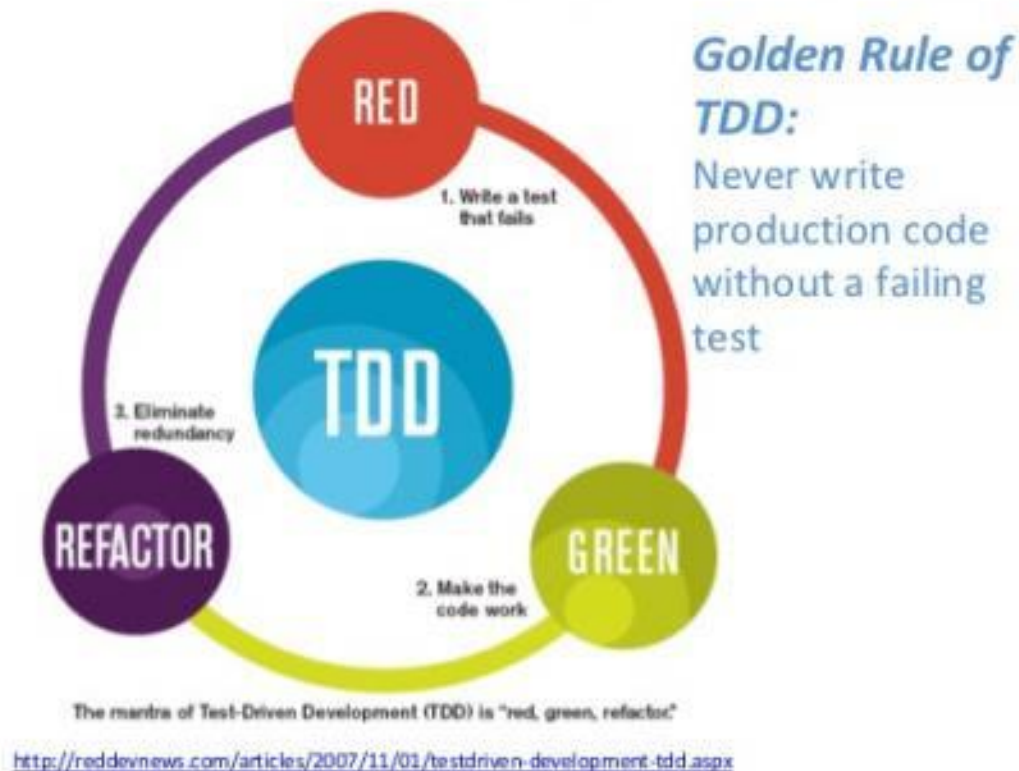 RED
1. Write a test
that fails
Golden Rule of
TDD:
Never write
production code
without a failing
test
TDD
3. Eliminate
redundancy
REFACTOR
GREEN
2. Make the
code work
The mantra of Test-Driven Development (TDD) is "red, green, refactor."
http://reddevnews.com/articles/2007/11/01/testdriven-development-tdd.aspx